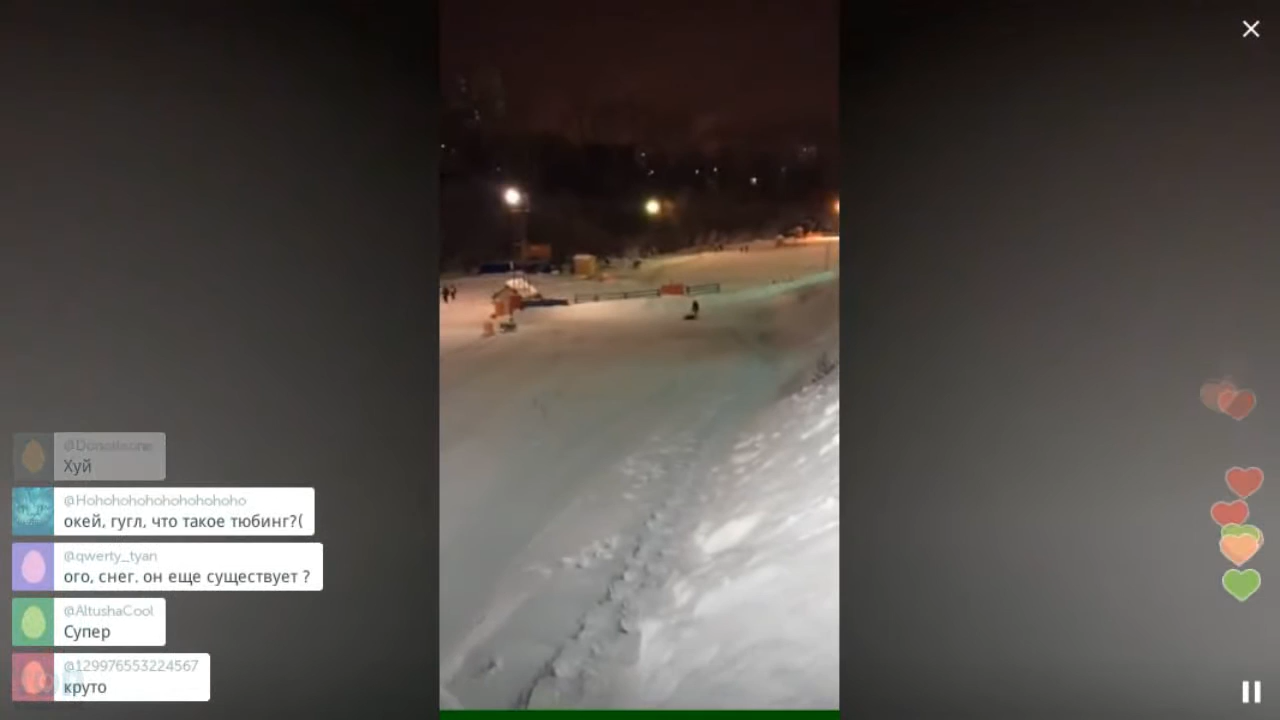 Хуй
@Hohohohohohohohoho
окей, гугл, что такое тюбинг?(
@qwerty_tyan
ого, снег. он еще существует ?
@AltushaCool
Супер
@129976553224567
круто